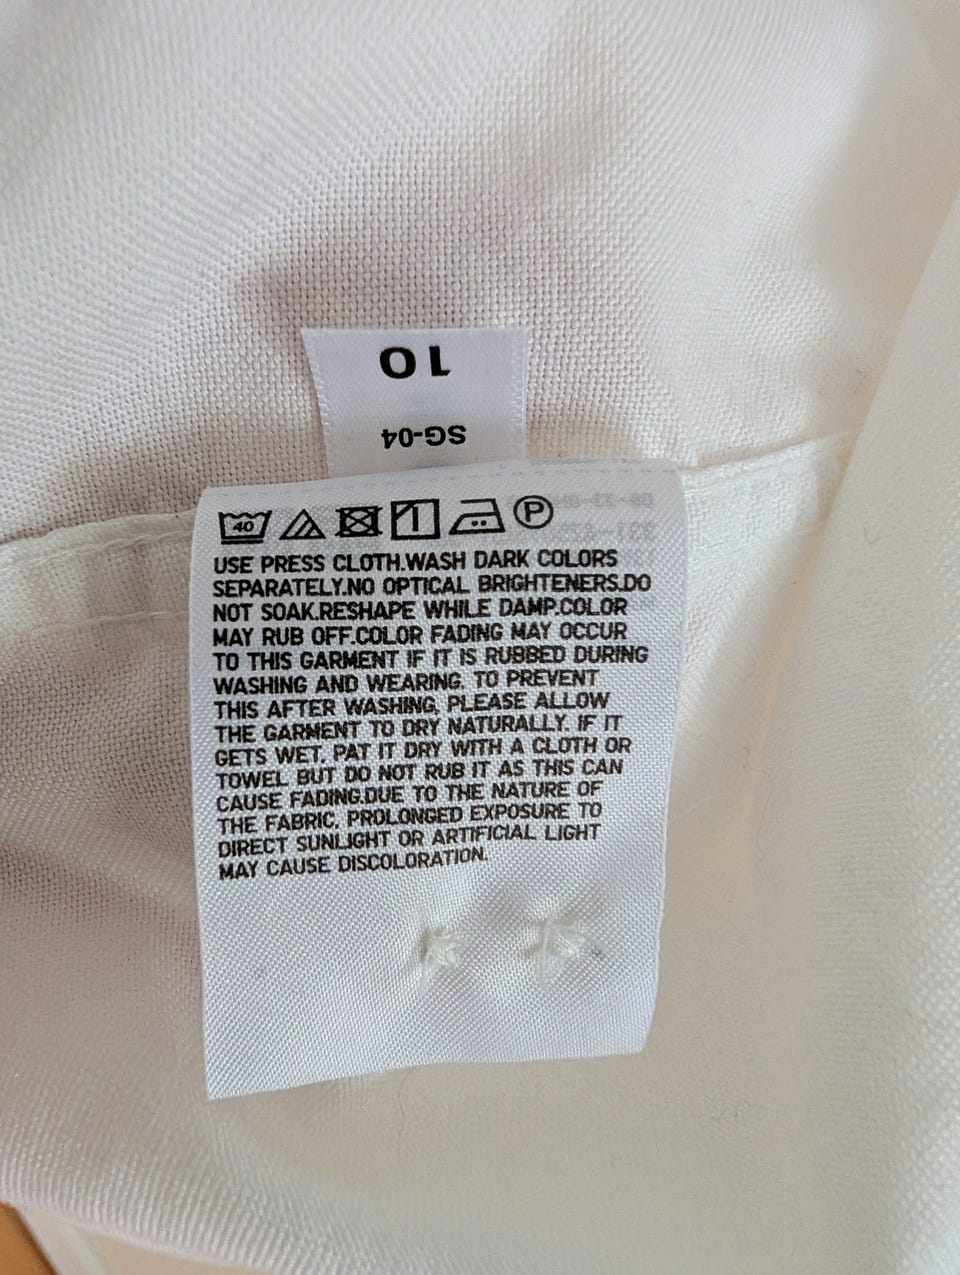 10
SG-04
40
P
USE PRESS CLOTH.WASH DARK COLORS
SEPARATELY.NO OPTICAL BRIGHTENERS.DO
NOT SOAK.RESHAPE WHILE DAMP.COLOR
MAY RUB OFF.COLOR FADING MAY OCCUR
TO THIS GARMENT IF IT IS RUBBED DURING
WASHING AND WEARING. TO PREVENT
THIS AFTER WASHING, PLEASE ALLOW
THE GARMENT TO DRY NATURALLY. IF IT
GETS WET, PAT IT DRY WITH A CLOTH OR
TOWEL BUT DO NOT RUB IT AS THIS CAN
CAUSE FADING.DUE TO THE NATURE OF
THE FABRIC, PROLONGED EXPOSURE TO
DIRECT SUNLIGHT OR ARTIFICIAL LIGHT
MAY CAUSE DISCOLORATION.